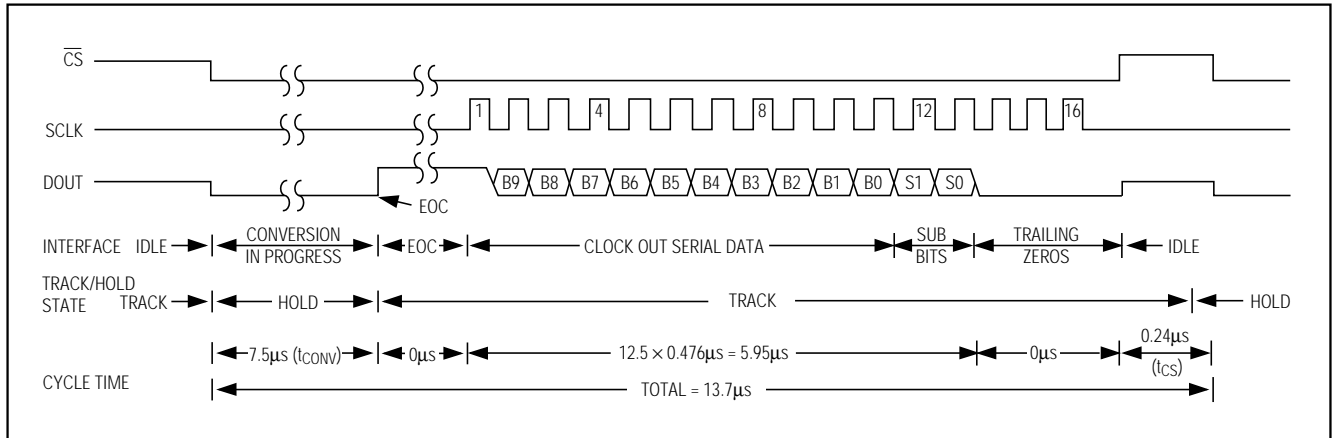 CS
SCLK
1 4 8 12 16
DOUT
B9 B8 B7 B6 B5 B4 B3 B2 B1 B0 S1 S0
EOC
INTERFACE IDLE
CONVERSION
IN PROGRESS
EOC
CLOCK OUT SERIAL DATA
SUB
BITS
TRAILING
ZEROS
IDLE
TRACK/HOLD
STATE TRACK
HOLD
TRACK
HOLD
7.5µs (tCONV)
0µs
12.5 × 0.476µs = 5.95µs
0µs
0.24µs
(tCS)
CYCLE TIME
TOTAL = 13.7µs